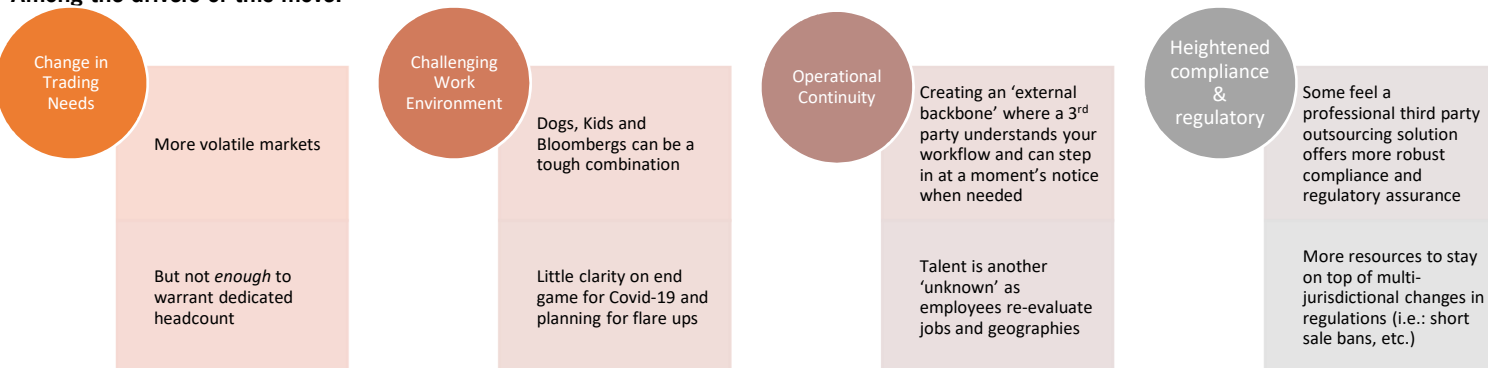 Among the drivers of this move:
Change in
Trading
Needs
More volatile markets
But not enough to
warrant dedicated
headcount
Challenging
Work
Environment
Dogs, Kids and
Bloombergs can be a
tough combination
Little clarity on end
game for Covid-19 and
planning for flare ups
Operational
Continuity
Creating an ‘external
backbone’ where a 3rd
party understands your
workflow and can step
in at a moment’s notice
when needed
Talent is another
‘unknown’ as
employees re-evaluate
jobs and geographies
Heightened
compliance
&
regulatory
Some feel a
professional third party
outsourcing solution
offers more robust
compliance and
regulatory assurance
More resources to stay
on top of multi-
jurisdictional changes in
regulations (i.e.: short
sale bans, etc.)